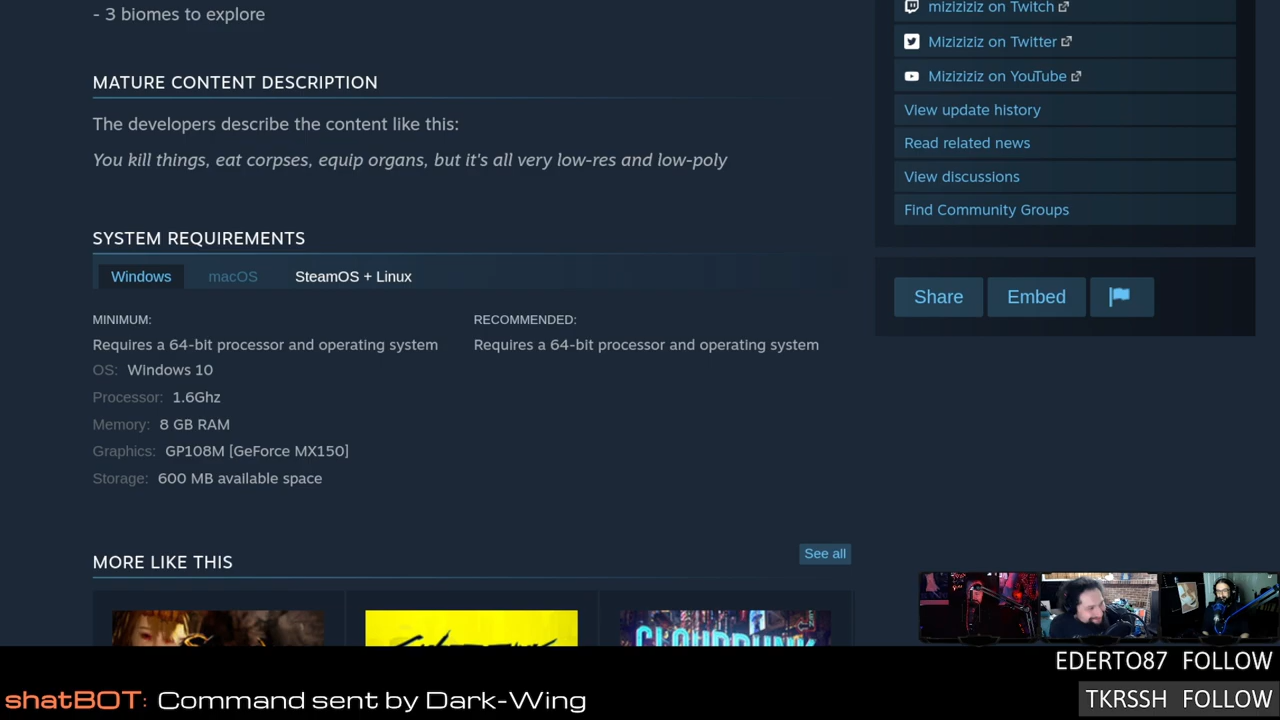 - 3 biomes to explore
MATURE CONTENT DESCRIPTION
The developers describe the content like this:
You kill things, eat corpses, equip organs, but it's all very low-res and low-poly
SYSTEM REQUIREMENTS
Windows macOS SteamOS + Linux
MINIMUM:
Requires a 64-bit processor and operating system
OS: Windows 10
Processor: 1.6Ghz
Memory: 8 GB RAM
Graphics: GP108M [GeForce MX150]
Storage: 600 MB available space
RECOMMENDED:
Requires a 64-bit processor and operating system
MORE LIKE THIS
See all
CLOUDPUNK
miziziziz on Twitch
Miziziziz on Twitter
Miziziziz on YouTube
View update history
Read related news
View discussions
Find Community Groups
Share Embed
EDERTO87 FOLLOW
TKRSSH FOLLOW
shatBOT: Command sent by Dark-Wing